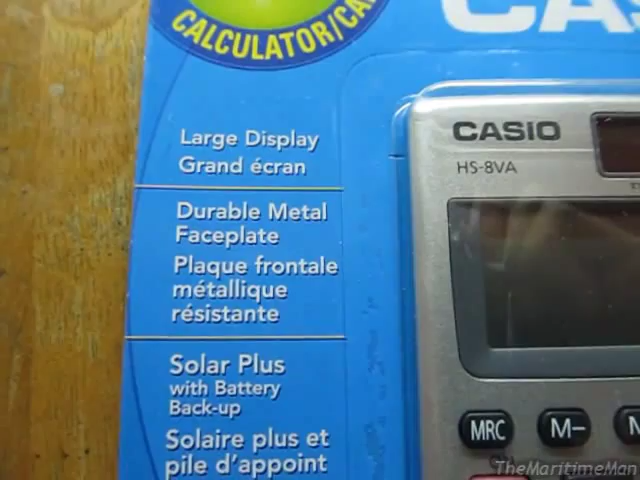 CALCULATOR/CA
CAS
Large Display
Grand écran
Durable Metal
Faceplate
Plaque frontale
métallique
résistante
Solar Plus
with Battery
Back-up
Solaire plus et
pile d'appoint
CASIO
HS-8VA
MRC
M–
TheMaritimeMan